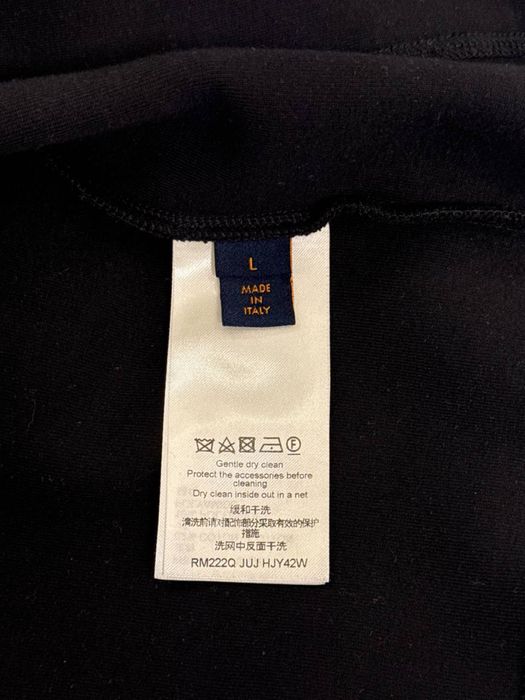 L
MADE
IN
ITALY
F
Gentle dry clean
Protect the accessories before
cleaning
Dry clean inside out in a net
缓和干洗
清洗前请对配饰部分采取有效的保护
措施
洗网中反面干洗
RM222Q JUJ HJY42W